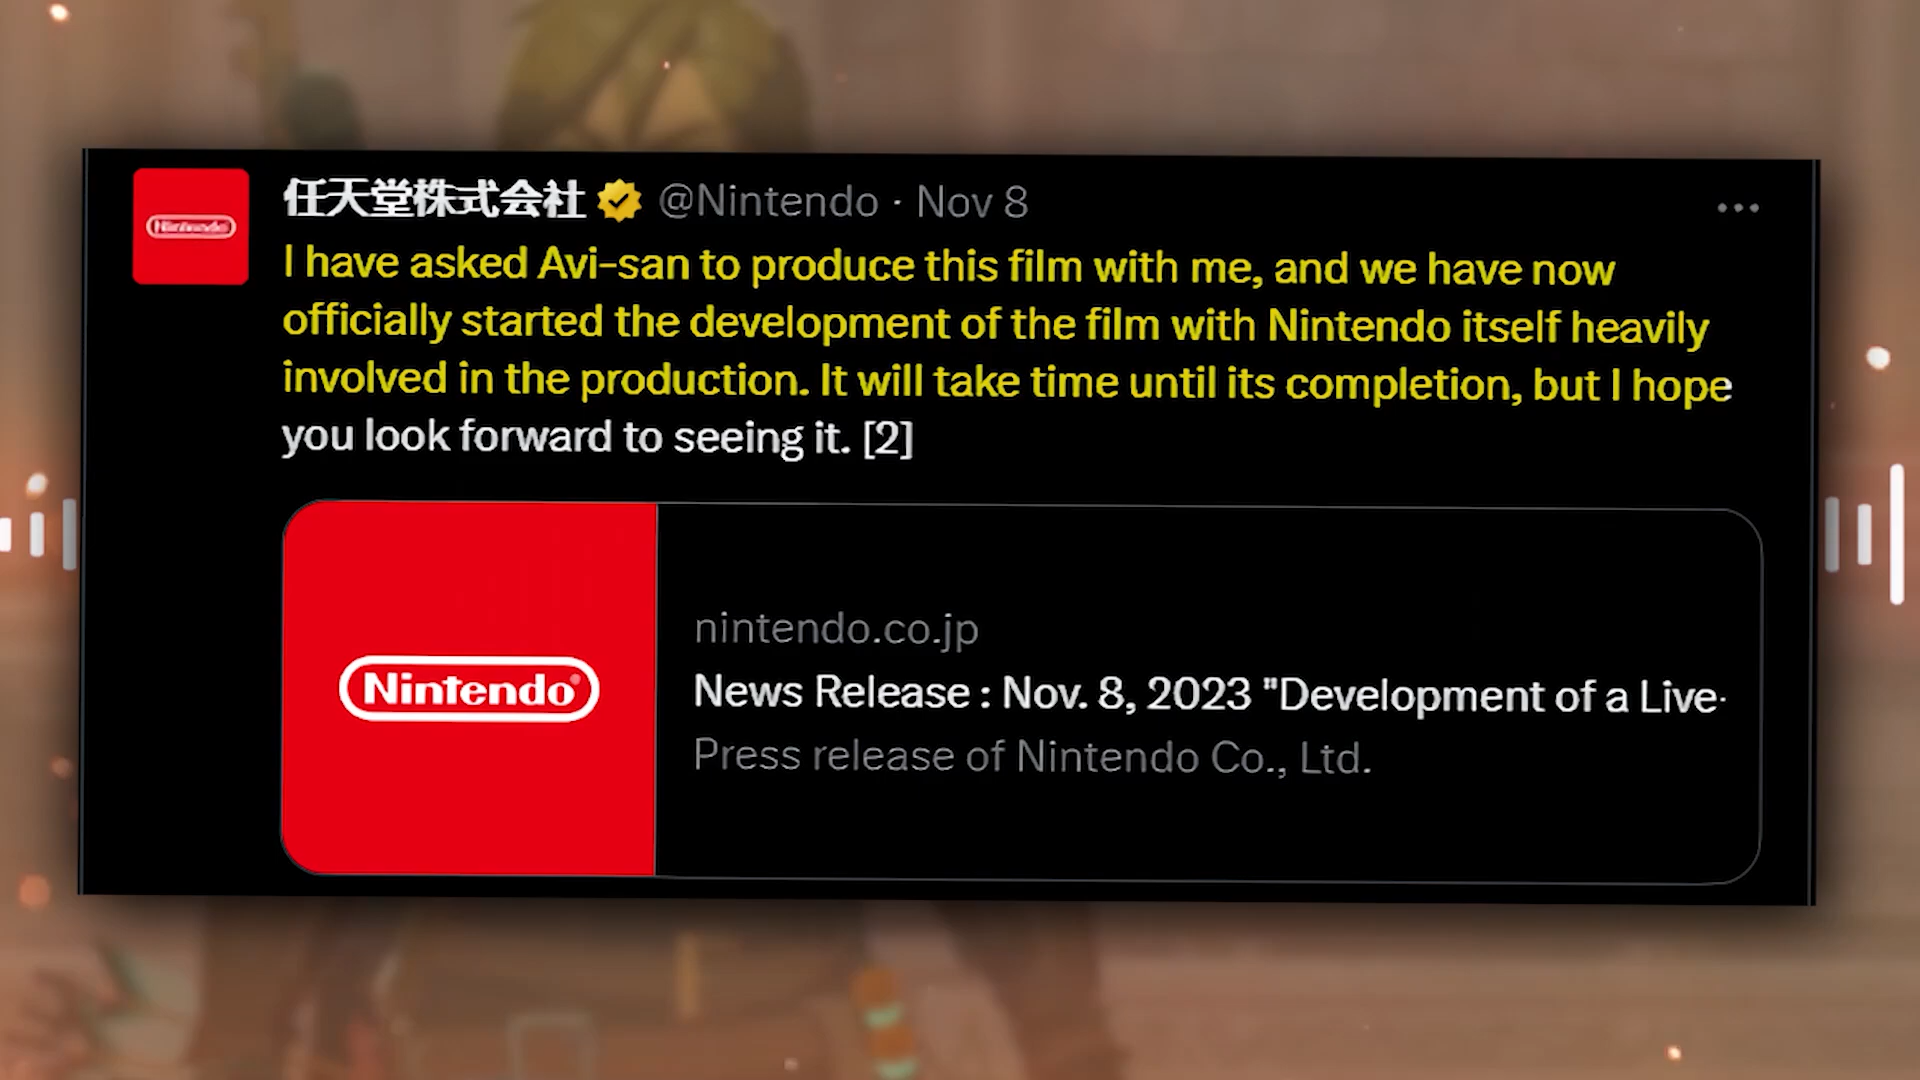 任天堂株式会社 @Nintendo · Nov 8
Nintendo
I have asked Avi-san to produce this film with me, and we have now
officially started the development of the film with Nintendo itself heavily
involved in the production. It will take time until its completion, but I hope
you look forward to seeing it. [2]
Nintendo
nintendo.co.jp
News Release : Nov. 8, 2023 "Development of a Live-
Press release of Nintendo Co., Ltd.